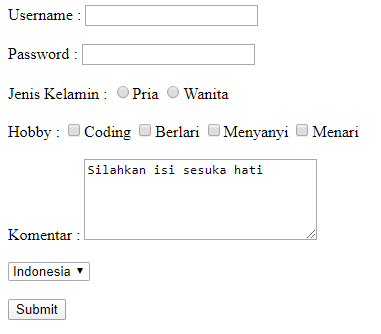 Username :
Password :
Jenis Kelamin : Pria Wanita
Hobby : Coding Berlari Menyanyi Menari
Silahkan isi sesuka hati
Komentar :
Indonesia
Submit